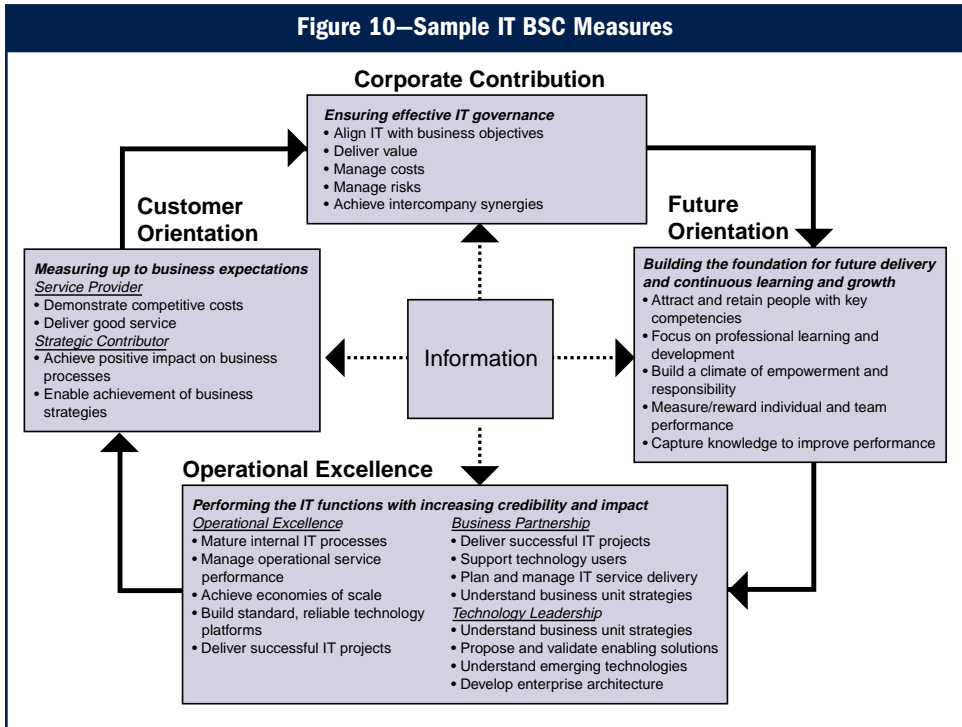 Figure 10—Sample IT BSC Measures
Corporate Contribution
Ensuring effective IT governance
• Align IT with business objectives
• Deliver value
• Manage costs
• Manage risks
• Achieve intercompany synergies
Customer
Orientation
Measuring up to business expectations
Service Provider
• Demonstrate competitive costs
• Deliver good service
Strategic Contributor
• Achieve positive impact on business
processes
• Enable achievement of business
strategies
Information
Future
Orientation
Building the foundation for future delivery
and continuous learning and growth
• Attract and retain people with key
competencies
• Focus on professional learning and
development
• Build a climate of empowerment and
responsibility
• Measure/reward individual and team
performance
• Capture knowledge to improve performance
Operational Excellence
Performing the IT functions with increasing credibility and impact
Operational Excellence
• Mature internal IT processes
• Manage operational service
performance
• Achieve economies of scale
• Build standard, reliable technology
platforms
• Deliver successful IT projects
Business Partnership
• Deliver successful IT projects
• Support technology users
• Plan and manage IT service delivery
• Understand business unit strategies
Technology Leadership
• Understand business unit strategies
• Propose and validate enabling solutions
• Understand emerging technologies
• Develop enterprise architecture